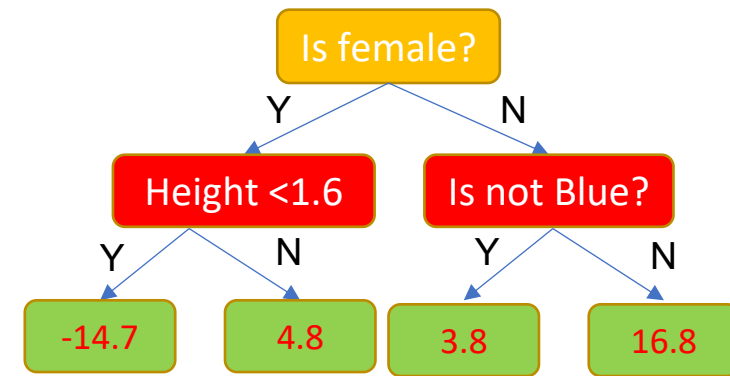 Is female?
Y
N
Height <1.6
Is not Blue?
Y
N
Y
N
-14.7
4.8
3.8
16.8